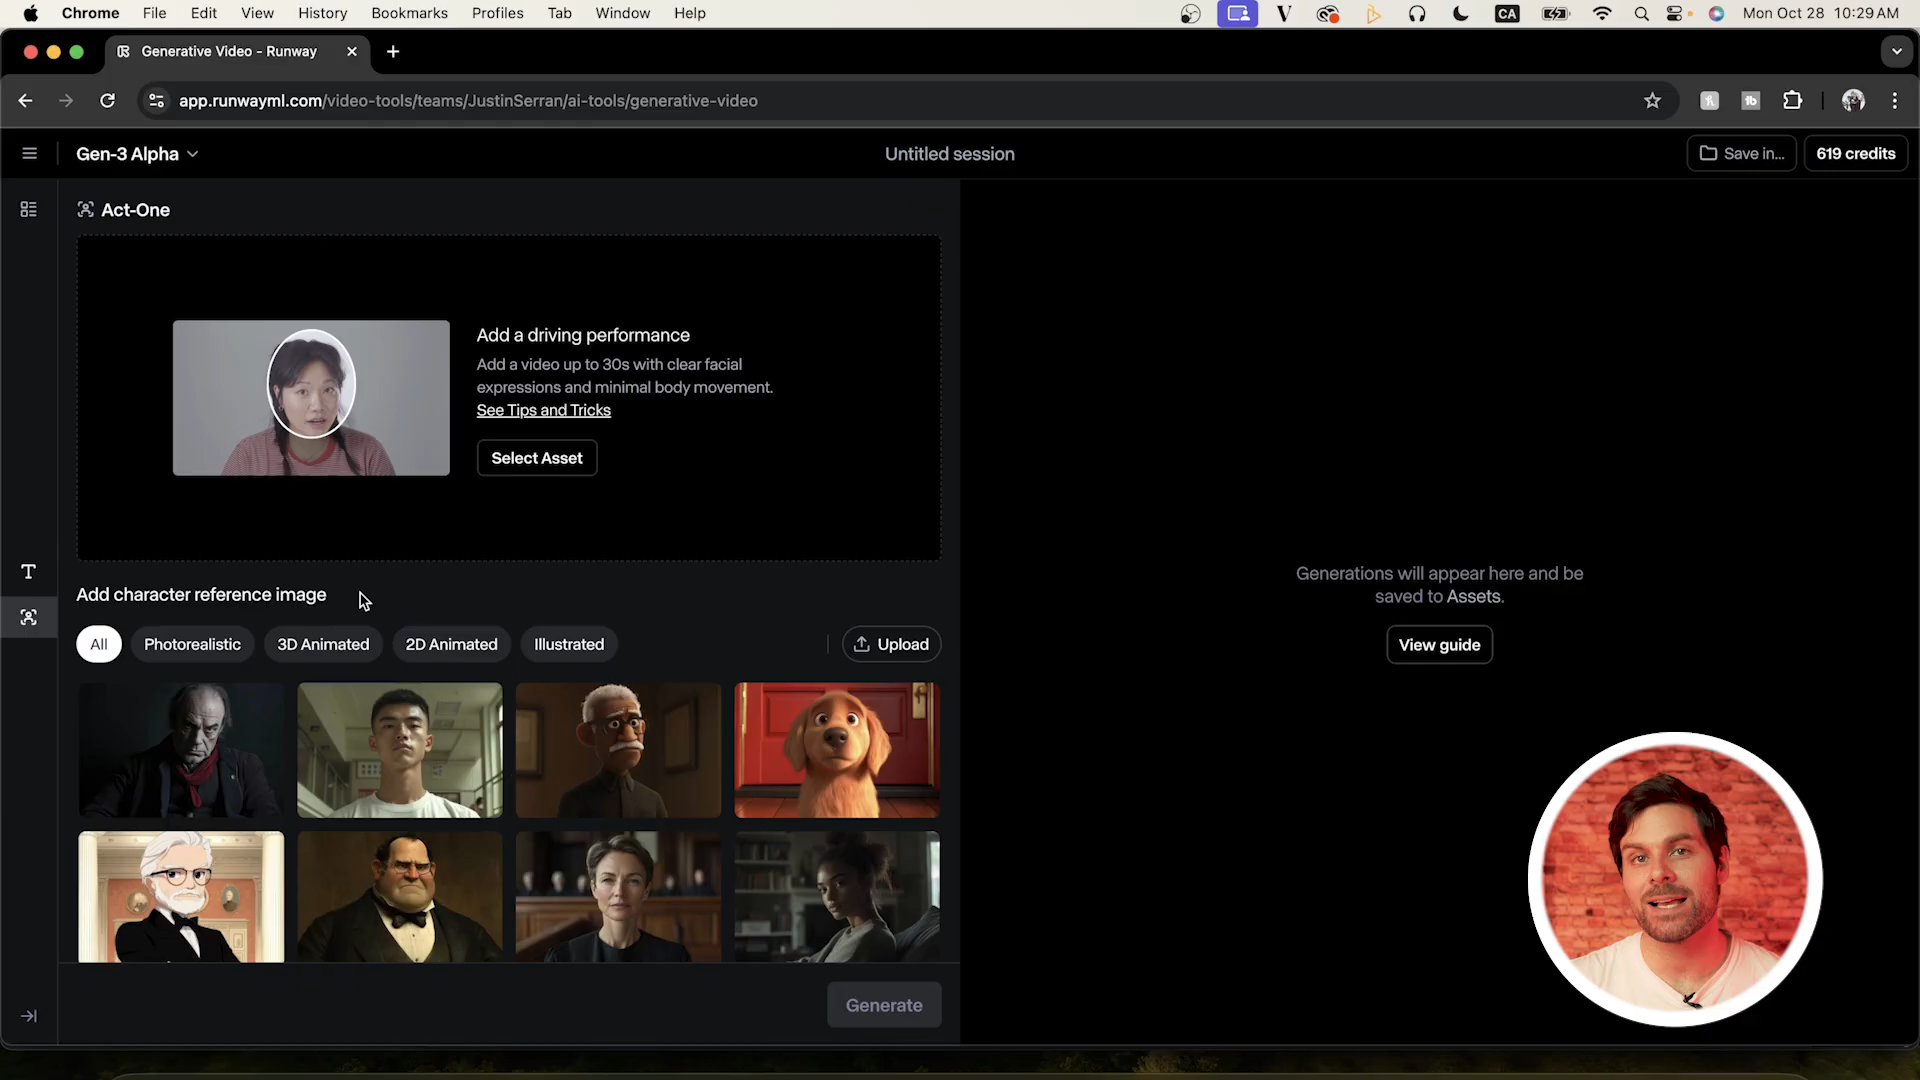 Chrome File Edit View History Bookmarks Profiles Tab Window Help
CA Mon Oct 28 10:29 AM
Generative Video - Runway
app.runwayml.com/video-tools/teams/JustinSerran/ai-tools/generative-video
Gen-3 Alpha
Untitled session
Save in...
619 credits
Act-One
Add a driving performance
Add a video up to 30s with clear facial
expressions and minimal body movement.
See Tips and Tricks
Select Asset
Add character reference image
All Photorealistic 3D Animated 2D Animated Illustrated Upload
Generate
Generations will appear here and be
saved to Assets.
View guide